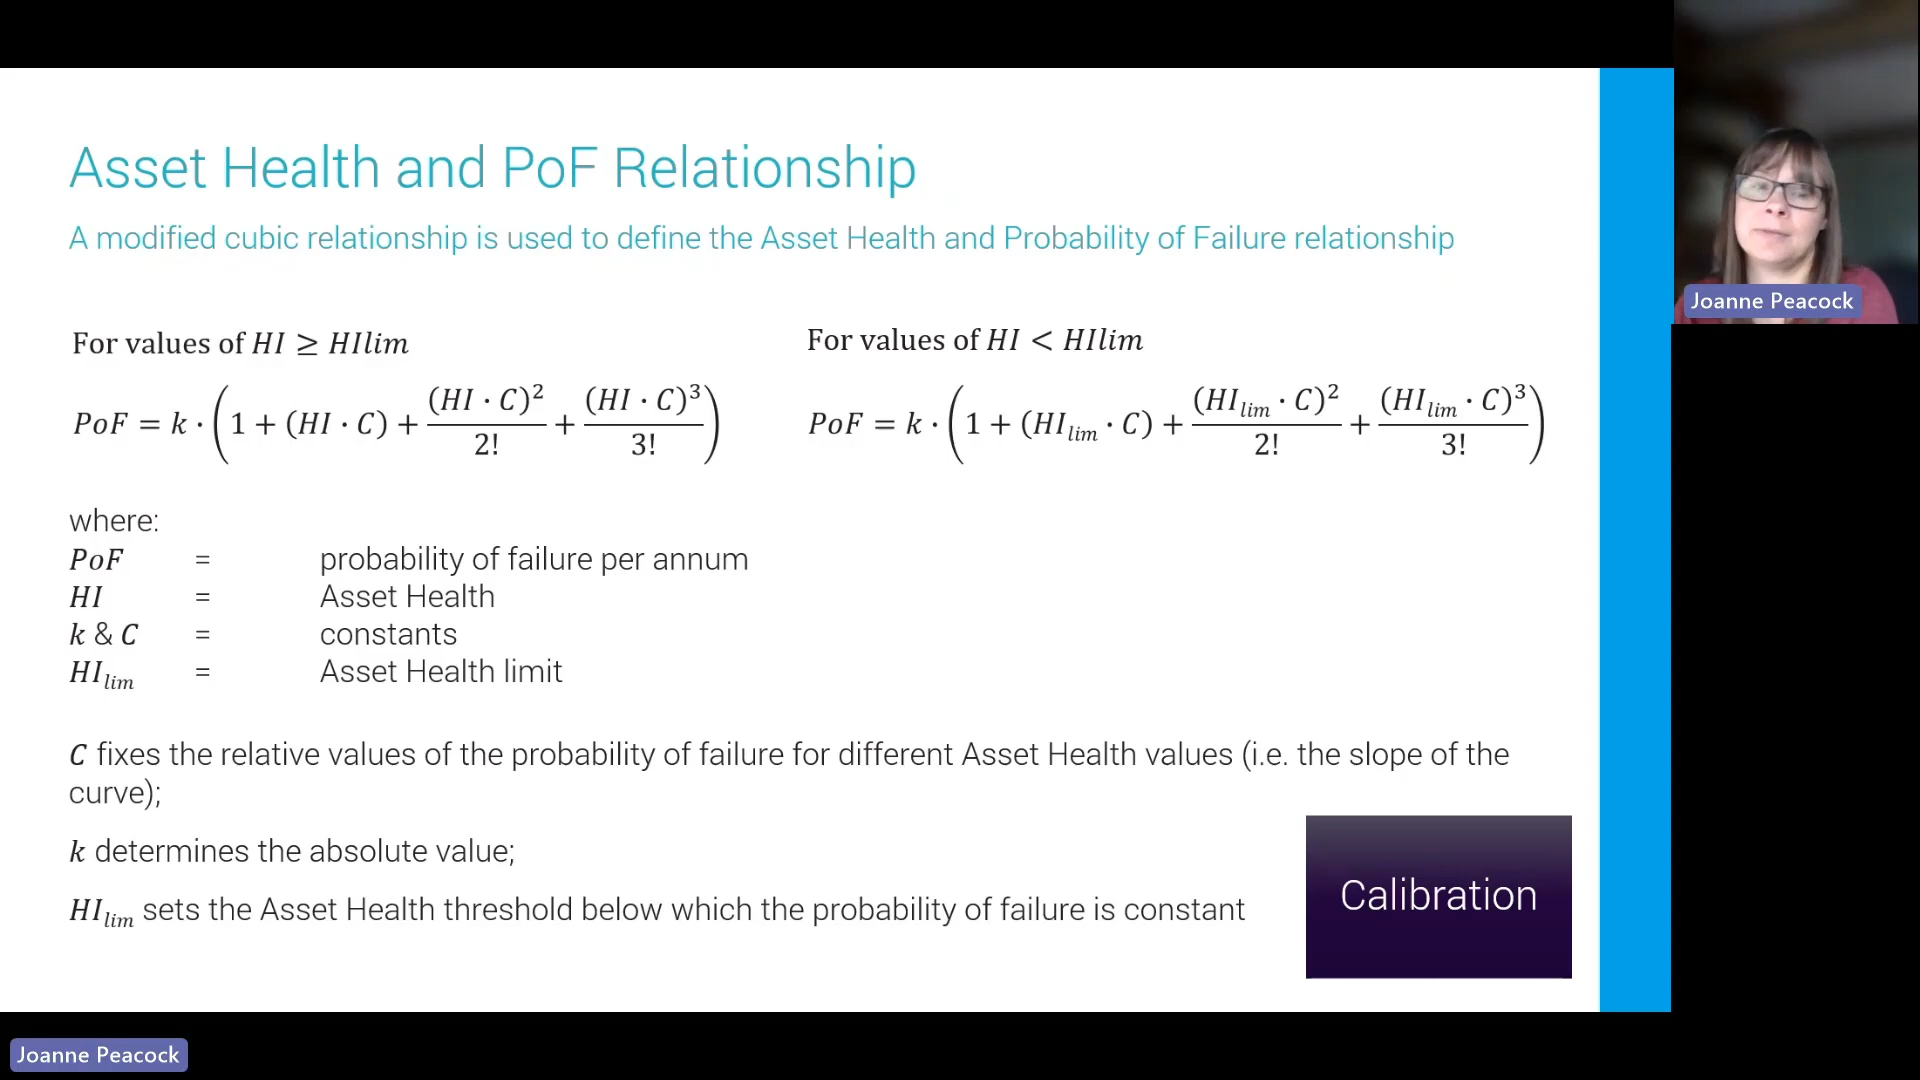 Asset Health and PoF Relationship
A modified cubic relationship is used to define the Asset Health and Probability of Failure relationship
For values of HI ≥ HIlim
PoF = k · (1 + (HI · C) + (HI · C)² / 2! + (HI · C)³ / 3!)
For values of HI < HIlim
PoF = k · (1 + (HI_lim · C) + (HI_lim · C)² / 2! + (HI_lim · C)³ / 3!)
where:
PoF = probability of failure per annum
HI = Asset Health
k & C = constants
HI_lim = Asset Health limit
C fixes the relative values of the probability of failure for different Asset Health values (i.e. the slope of the
curve);
k determines the absolute value;
HI_lim sets the Asset Health threshold below which the probability of failure is constant
Calibration
Joanne Peacock
Joanne Peacock